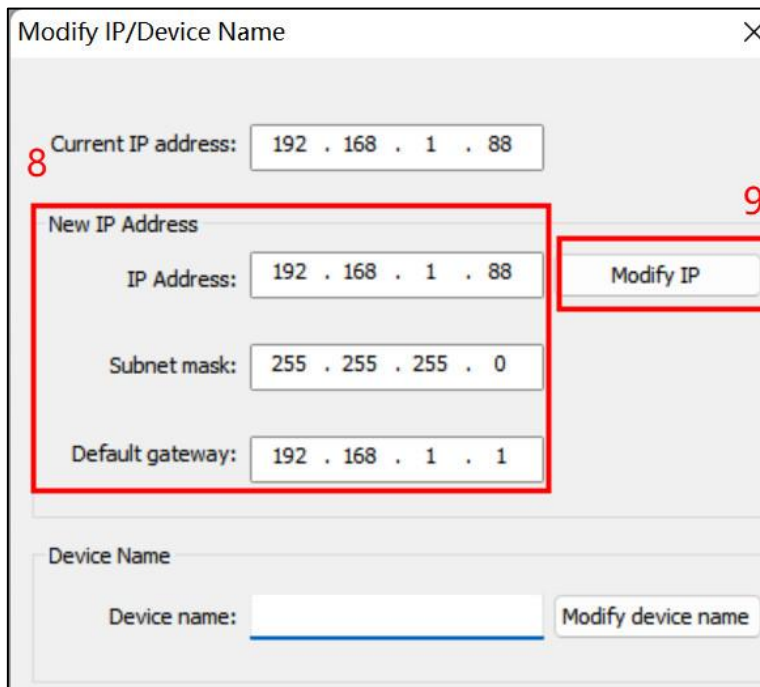 Modify IP/Device Name
Current IP address: 192 . 168 . 1 . 88
8
9
New IP Address
IP Address: 192 . 168 . 1 . 88
Modify IP
Subnet mask: 255 . 255 . 255 . 0
Default gateway: 192 . 168 . 1 . 1
Device Name
Device name:
Modify device name